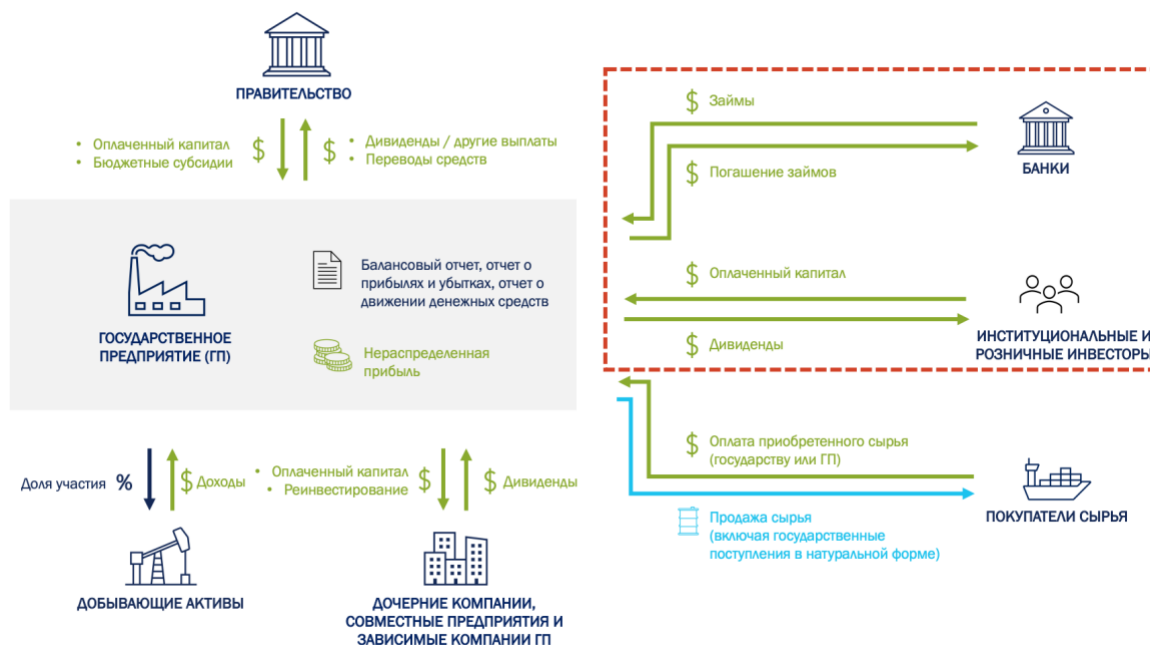 ПРАВИТЕЛЬСТВО
• Оплаченный капитал
• Бюджетные субсидии
$
$
• Дивиденды / другие выплаты
• Переводы средств
ГОСУДАРСТВЕННОЕ
ПРЕДПРИЯТИЕ (ГП)
Балансовый отчет, отчет о
прибылях и убытках, отчет о
движении денежных средств
Нераспределенная
прибыль
Доля участия %
$ Доходы
• Оплаченный капитал
• Реинвестирование
$
$ Дивиденды
ДОБЫВАЮЩИЕ АКТИВЫ
ДОЧЕРНИЕ КОМПАНИИ,
СОВМЕСТНЫЕ ПРЕДПРИЯТИЯ И
ЗАВИСИМЫЕ КОМПАНИИ ГП
$ Займы
$ Погашение займов
БАНКИ
$ Оплаченный капитал
$ Дивиденды
ИНСТИТУЦИОНАЛЬНЫЕ И
РОЗНИЧНЫЕ ИНВЕСТОРЫ
$ Оплата приобретенного сырья
(государству или ГП)
Продажа сырья
(включая государственные
поступления в натуральной форме)
ПОКУПАТЕЛИ СЫРЬЯ